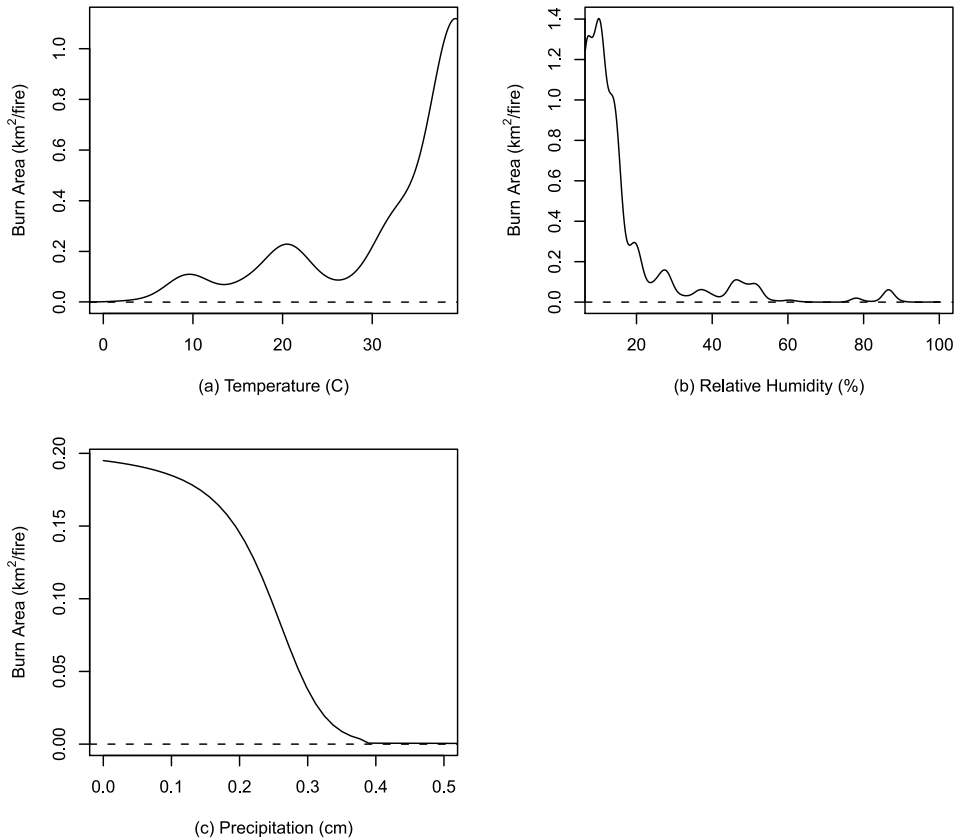 Burn Area (km²/fire)
0.0 0.2 0.4 0.6 0.8 1.0
0 10 20 30
(a) Temperature (C)
Burn Area (km²/fire)
0.0 0.2 0.4 0.6 0.8 1.0 1.2 1.4
20 40 60 80 100
(b) Relative Humidity (%)
Burn Area (km²/fire)
0.00 0.05 0.10 0.15 0.20
0.0 0.1 0.2 0.3 0.4 0.5
(c) Precipitation (cm)